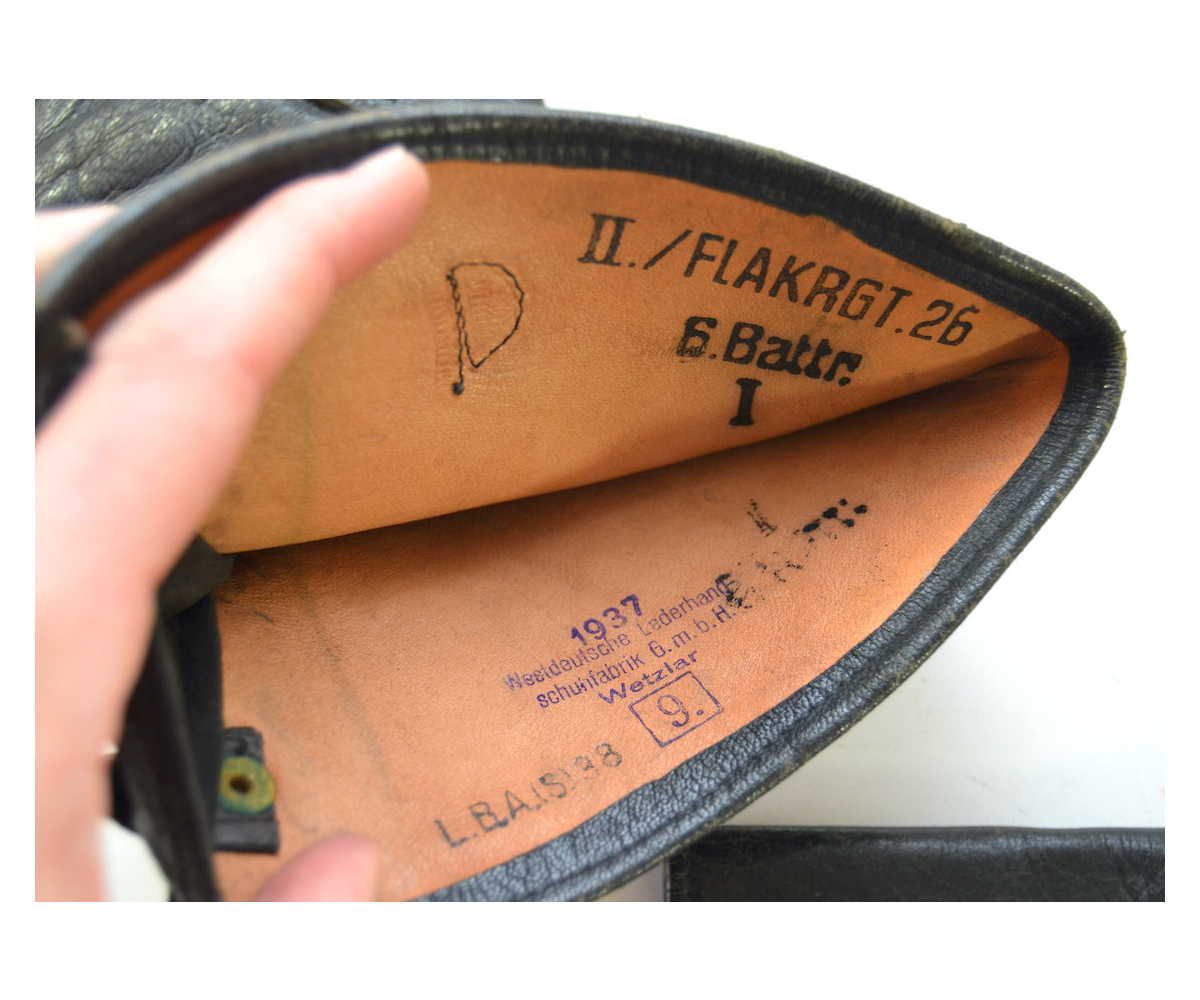 II./FLAKRGT.26
6.Battr.
I
D
1937
Westdeutsche Lederhand
schuhfabrik G.m.b.H.
Wetzlar
9.
L.B.A.(S)38